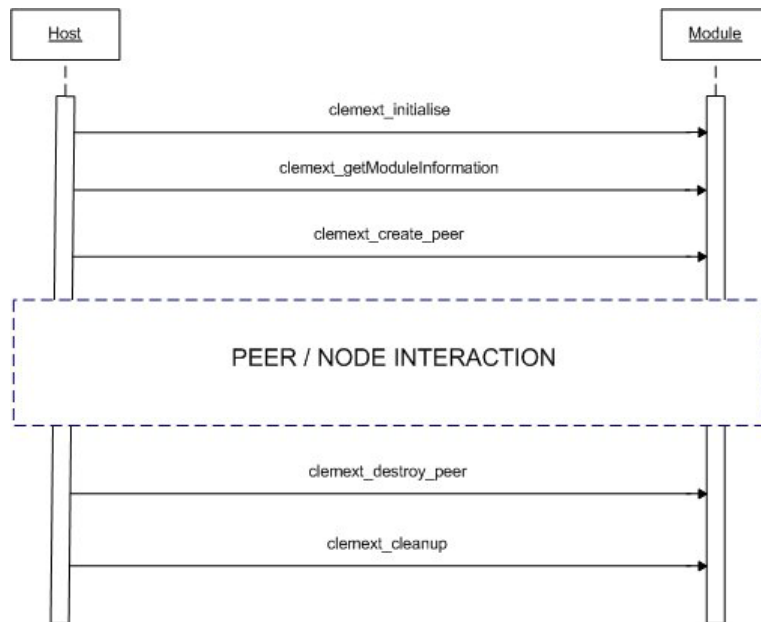 Host
Module
clemext_initialise
clemext_getModuleInformation
clemext_create_peer
PEER / NODE INTERACTION
clemext_destroy_peer
clemext_cleanup